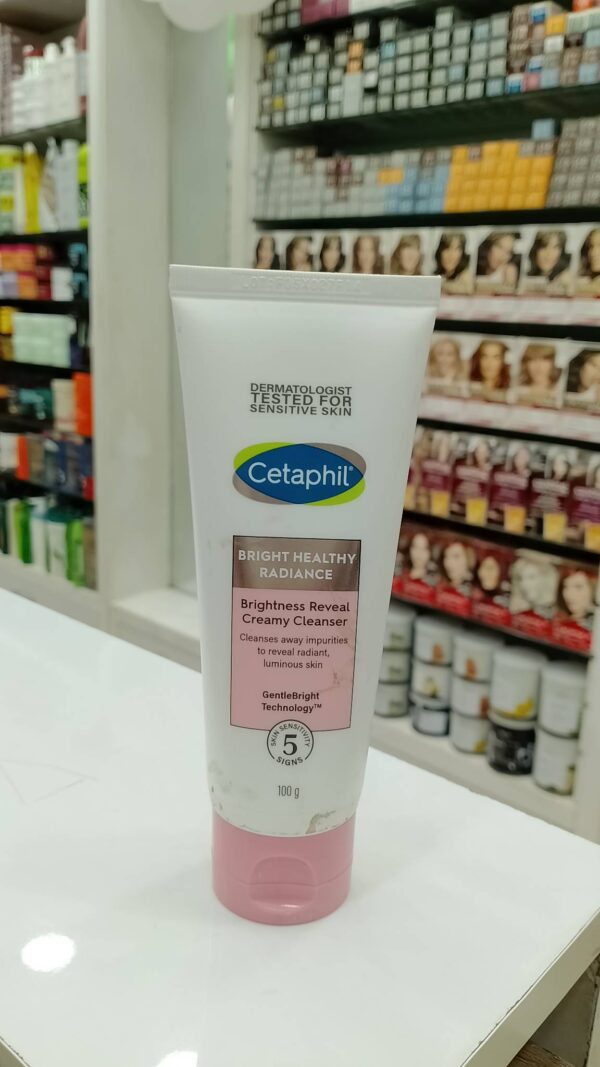 DERMATOLOGIST
TESTED FOR
SENSITIVE SKIN
Cetaphil®
BRIGHT HEALTHY
RADIANCE
Brightness Reveal
Creamy Cleanser
Cleanses away impurities
to reveal radiant,
luminous skin
GentleBright
Technology™
SKIN SENSITIVITY
5
SIGNS
100 g